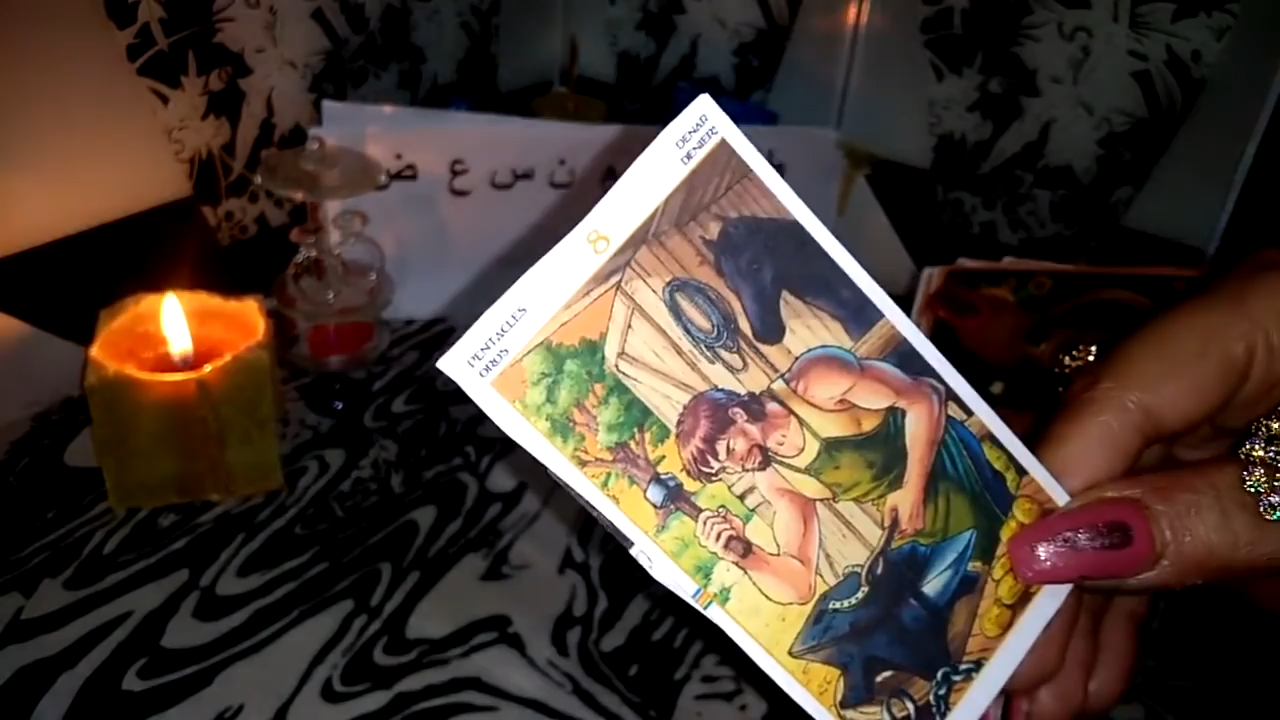 ض ع س ن
8
PENTACLES
OROS
DENAR
DENIERS